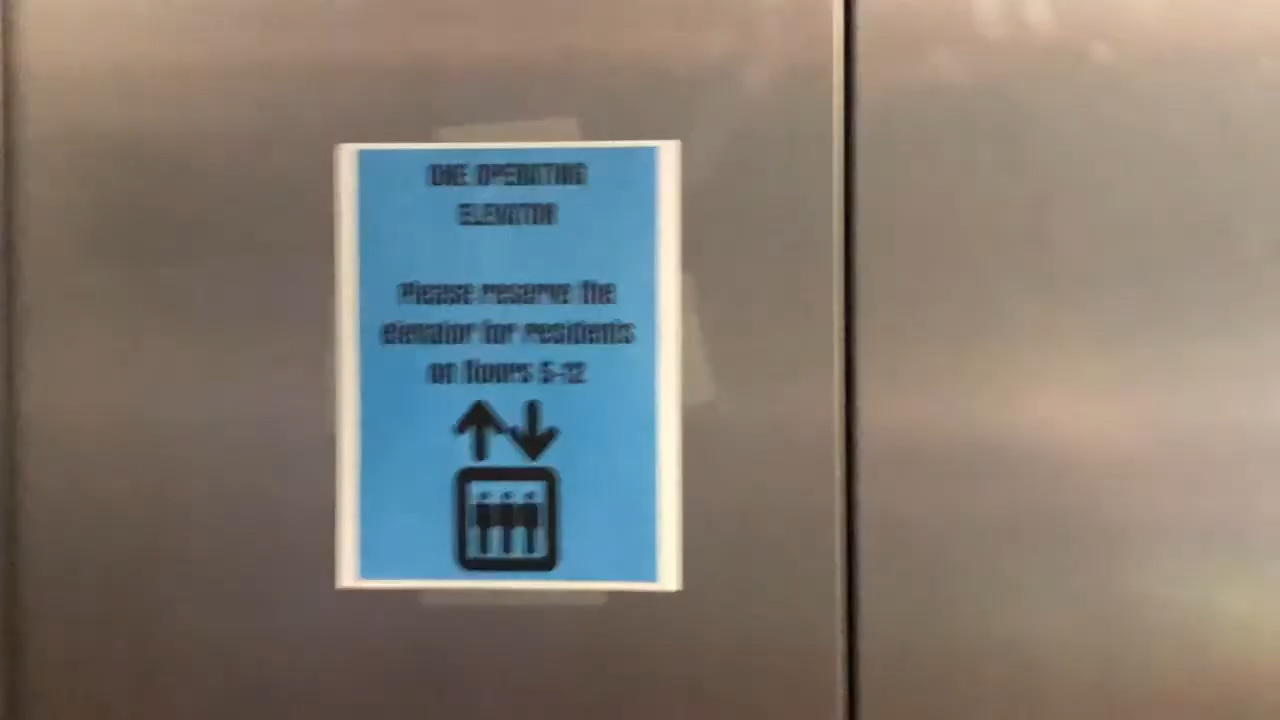 ONE OPERATING
ELEVATOR
Please reserve the
elevator for residents
on floors 5-12